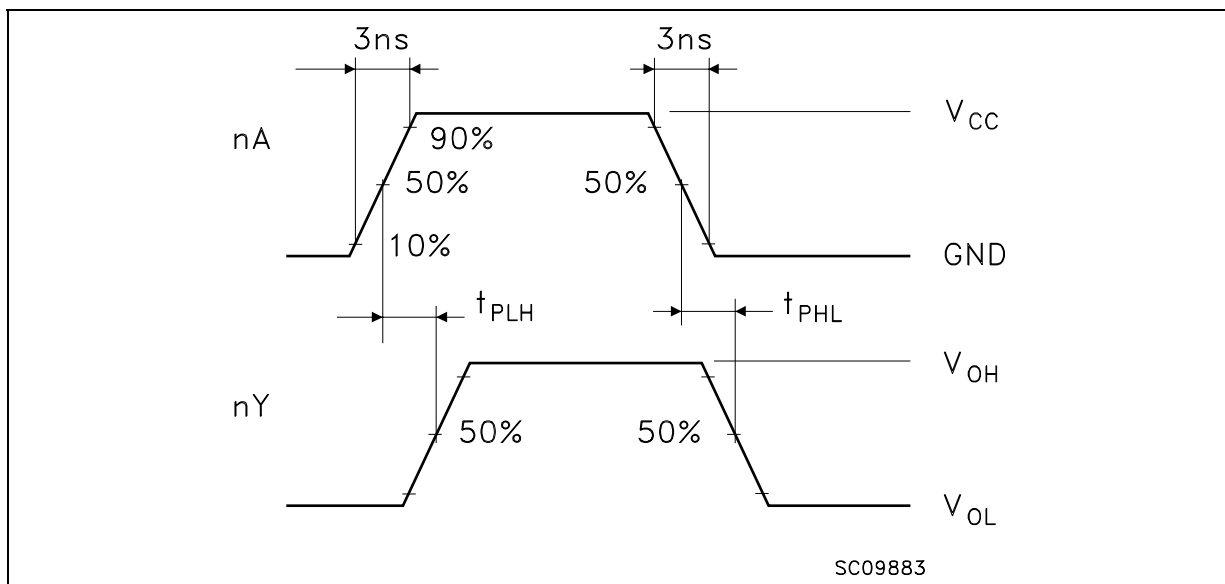 3ns 3ns
V_CC
nA
90%
50% 50%
10%
GND
t_PLH t_PHL
V_OH
nY
50% 50%
V_OL
SC09883